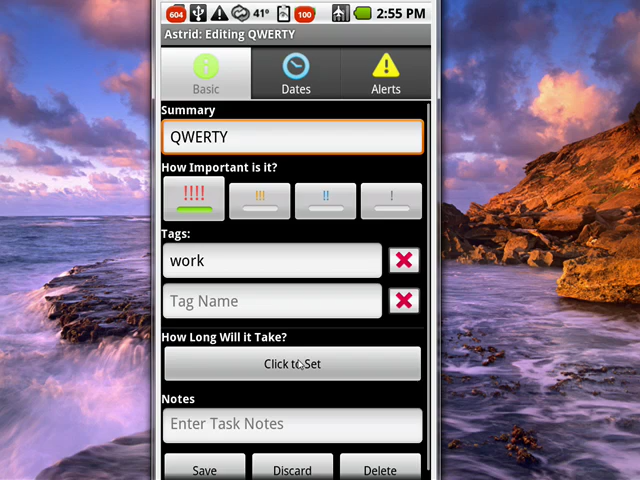 604 41° 100 2:55 PM
Astrid: Editing QWERTY
Basic Dates Alerts
Summary
QWERTY
How Important is it?
!!!! !!! !! !
Tags:
work
Tag Name
How Long Will it Take?
Click to Set
Notes
Enter Task Notes
Save Discard Delete